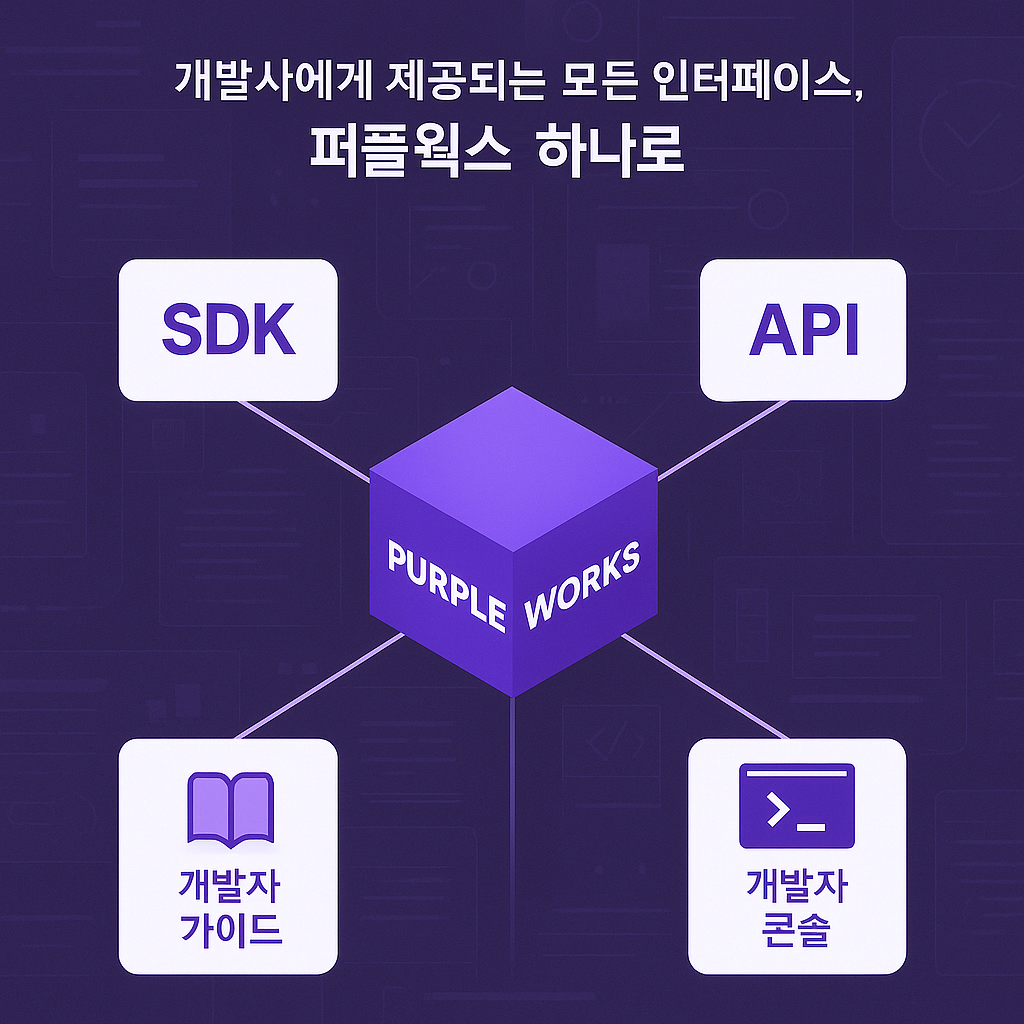 개발사에게 제공되는 모든 인터페이스,
퍼플웍스 하나로
SDK
API
PURPLE WORKS
개발자
가이드
개발자
콘솔